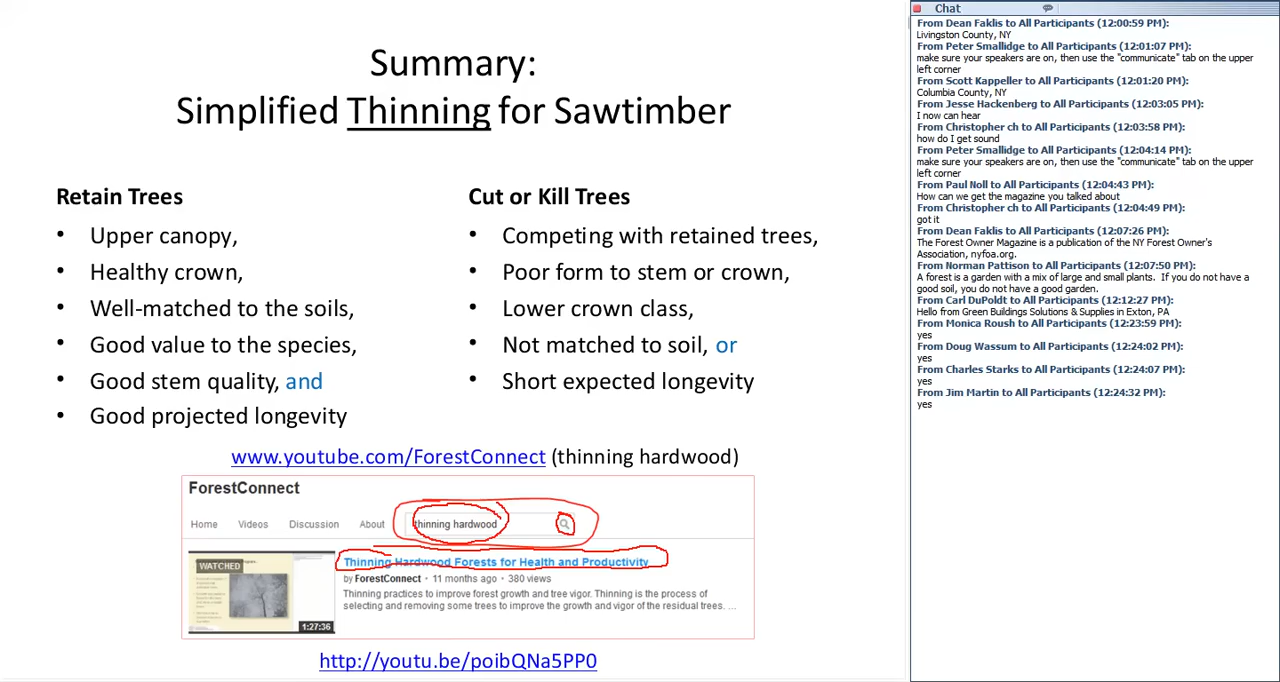 Summary:
Simplified Thinning for Sawtimber
Retain Trees
• Upper canopy,
• Healthy crown,
• Well-matched to the soils,
• Good value to the species,
• Good stem quality, and
• Good projected longevity
Cut or Kill Trees
• Competing with retained trees,
• Poor form to stem or crown,
• Lower crown class,
• Not matched to soil, or
• Short expected longevity
www.youtube.com/ForestConnect (thinning hardwood)
ForestConnect
Home Videos Discussion About thinning hardwood
WATCHED
1:27:36
Thinning Hardwood Forests for Health and Productivity
by ForestConnect • 11 months ago • 380 views
Thinning practices to improve forest growth and tree vigor. Thinning is the process of
selecting and removing some trees to improve the growth and vigor of the residual trees. ...
http://youtu.be/poibQNa5PP0
Chat
From Dean Faklis to All Participants (12:00:59 PM):
Livingston County, NY
From Peter Smallidge to All Participants (12:01:07 PM):
make sure your speakers are on, then use the "communicate" tab on the upper
left corner
From Scott Kappeller to All Participants (12:01:20 PM):
Columbia County, NY
From Jesse Hackenberg to All Participants (12:03:05 PM):
I now can hear
From Christopher ch to All Participants (12:03:58 PM):
how do I get sound
From Peter Smallidge to All Participants (12:04:14 PM):
make sure your speakers are on, then use the "communicate" tab on the upper
left corner
From Paul Noll to All Participants (12:04:43 PM):
How can we get the magazine you talked about
From Christopher ch to All Participants (12:04:49 PM):
got it
From Dean Faklis to All Participants (12:07:26 PM):
The Forest Owner Magazine is a publication of the NY Forest Owner's
Association, nyfoa.org.
From Norman Pattison to All Participants (12:07:50 PM):
A forest is a garden with a mix of large and small plants.  If you do not have a
good soil, you do not have a good garden.
From Carl DuPoldt to All Participants (12:12:27 PM):
Hello from Green Buildings Solutions & Supplies in Exton, PA
From Monica Roush to All Participants (12:23:59 PM):
yes
From Doug Wassum to All Participants (12:24:02 PM):
yes
From Charles Starks to All Participants (12:24:07 PM):
yes
From Jim Martin to All Participants (12:24:32 PM):
yes